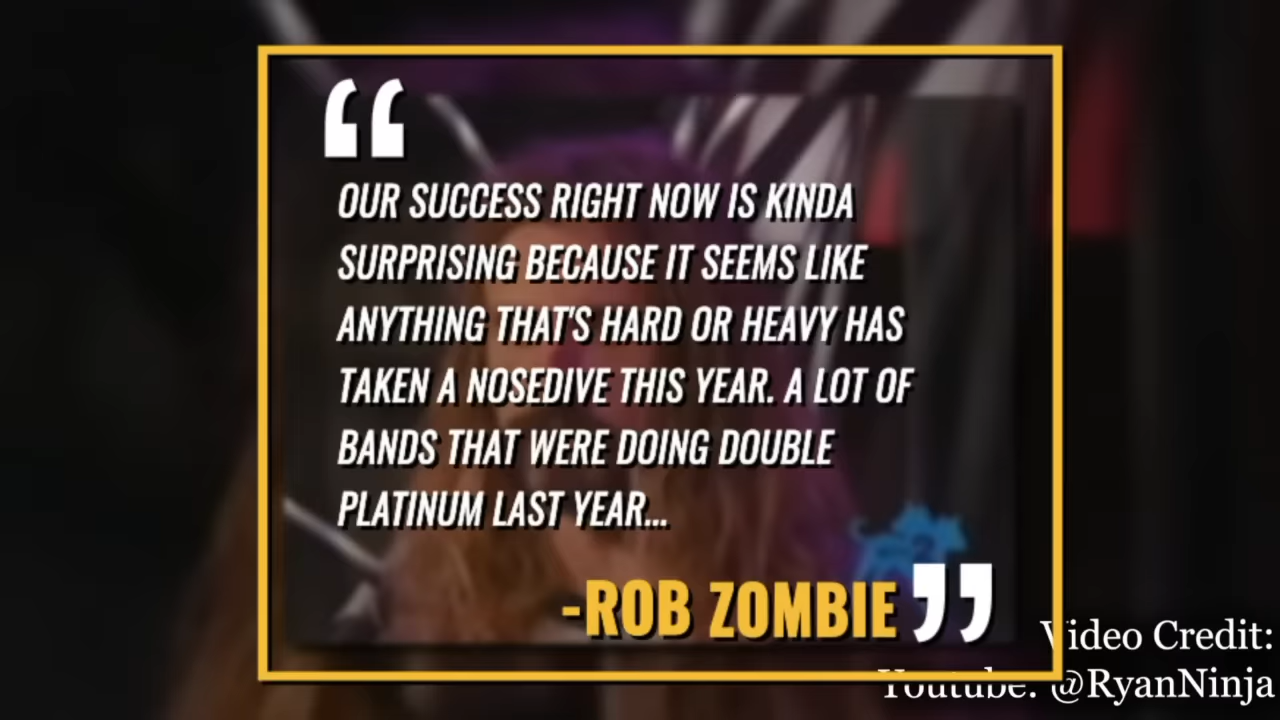 “
OUR SUCCESS RIGHT NOW IS KINDA
SURPRISING BECAUSE IT SEEMS LIKE
ANYTHING THAT'S HARD OR HEAVY HAS
TAKEN A NOSEDIVE THIS YEAR. A LOT OF
BANDS THAT WERE DOING DOUBLE
PLATINUM LAST YEAR...
-ROB ZOMBIE ”
Video Credit:
Youtube: @RyanNinja